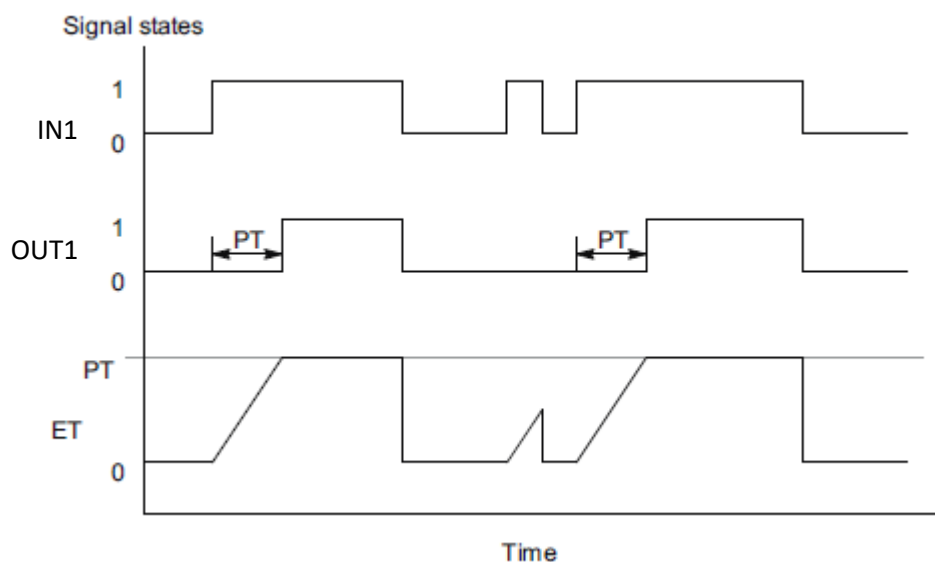 Signal states
1
IN1
0
1
PT
PT
OUT1
0
PT
ET
0
Time